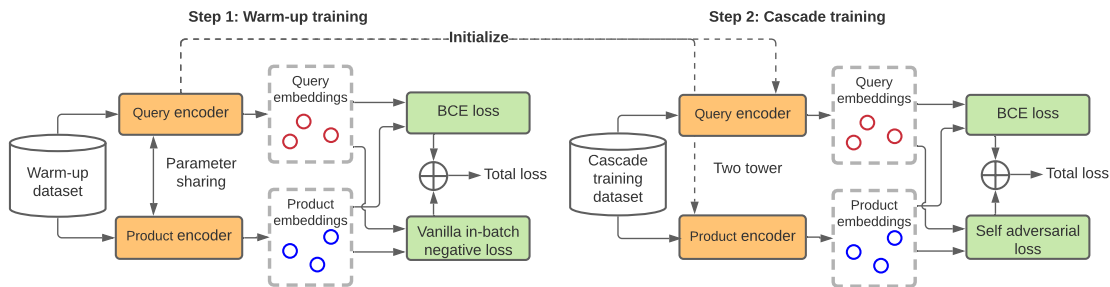 Step 1: Warm-up training
Initialize
Query
embeddings
Query encoder
BCE loss
Warm-up
dataset
Parameter
sharing
Total loss
Product
embeddings
Product encoder
Vanilla in-batch
negative loss
Step 2: Cascade training
Query
embeddings
Query encoder
BCE loss
Cascade
training
dataset
Two tower
Total loss
Product
embeddings
Product encoder
Self adversarial
loss